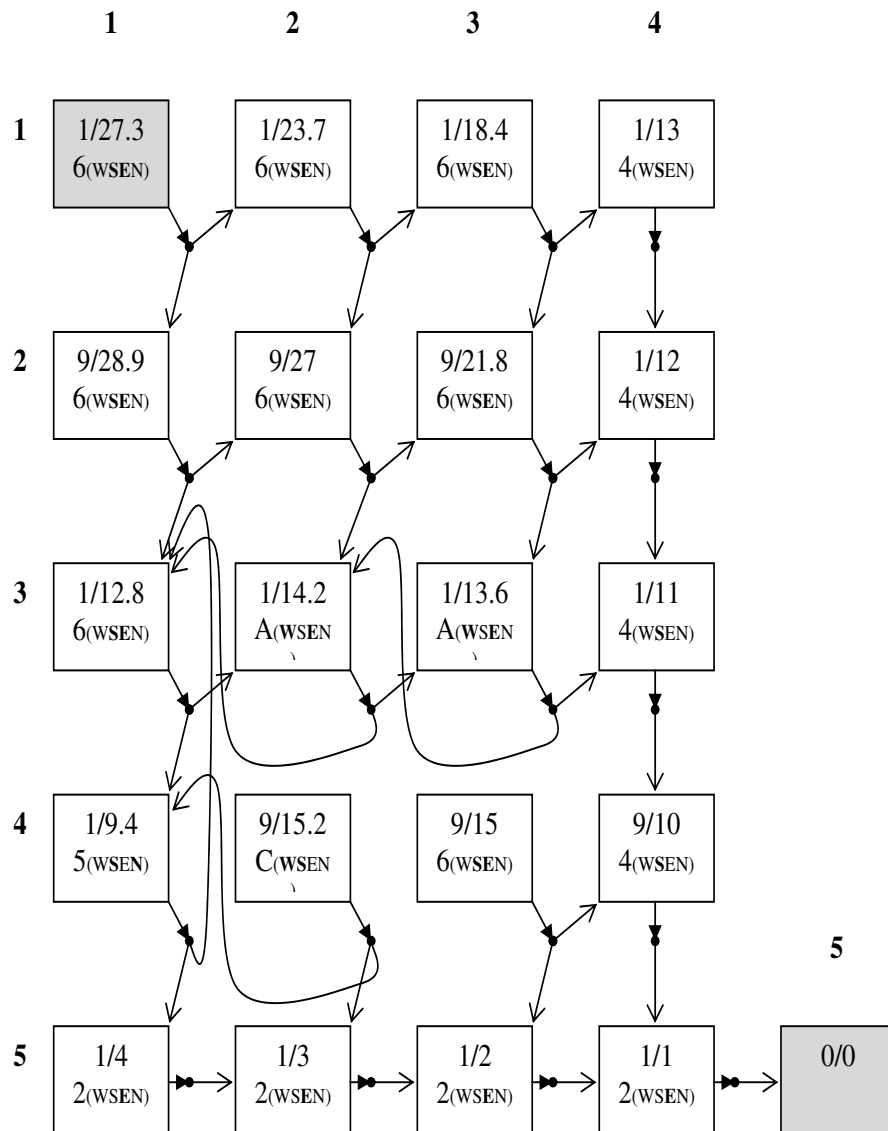 1 2 3 4
1
1/27.3 1/23.7 1/18.4 1/13
6(WSEN) 6(WSEN) 6(WSEN) 4(WSEN)
2
9/28.9 9/27 9/21.8 1/12
6(WSEN) 6(WSEN) 6(WSEN) 4(WSEN)
3
1/12.8 1/14.2 1/13.6 1/11
6(WSEN) A(WSEN A(WSEN 4(WSEN)
) )
4
1/9.4 9/15.2 9/15 9/10
5(WSEN) C(WSEN 6(WSEN) 4(WSEN)
)
5
5
1/4 1/3 1/2 1/1 0/0
2(WSEN) 2(WSEN) 2(WSEN) 2(WSEN)